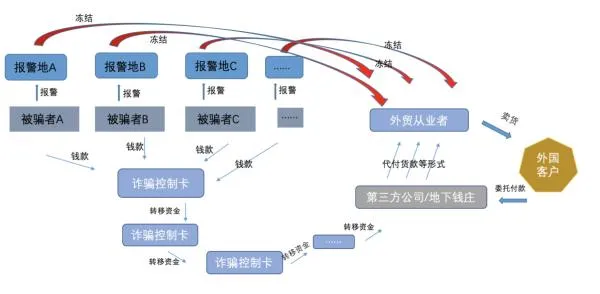 冻结
冻结
冻结
冻结
报警地A
报警地B
报警地C
......
报警
报警
报警
报警
被骗者A
被骗者B
被骗者C
......
外贸从业者
卖货
钱款
钱款
钱款
钱款
代付货款等形式
外国
客户
诈骗控制卡
第三方公司/地下钱庄
委托付款
转移资金
转移资金
诈骗控制卡
......
转移资金
转移资金
诈骗控制卡